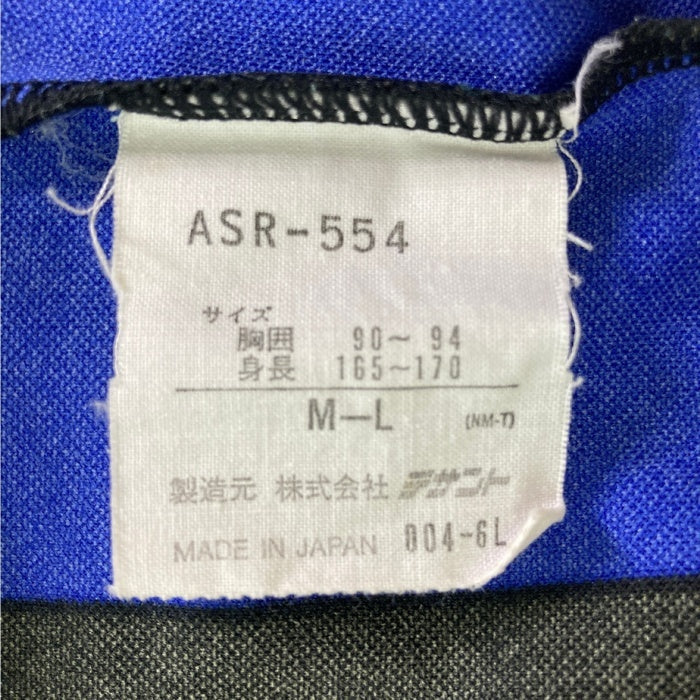 ASR-554
サイズ
胸囲 90～94
身長 165～170
M—L (NM-T)
製造元 株式会社 デサント
MADE IN JAPAN 004-6L